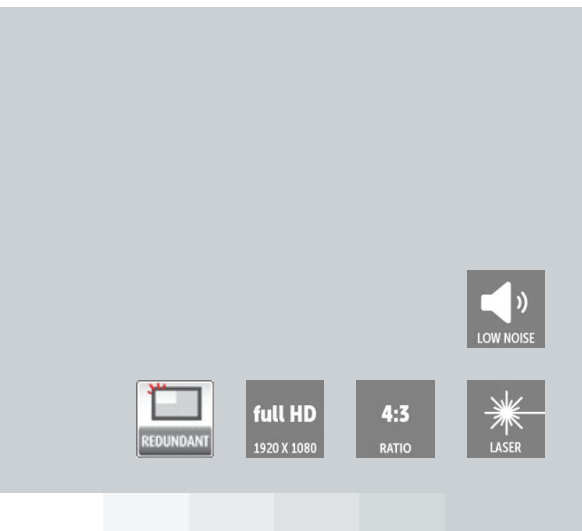 LOW NOISE
REDUNDANT
full HD
1920 X 1080
4:3
RATIO
LASER